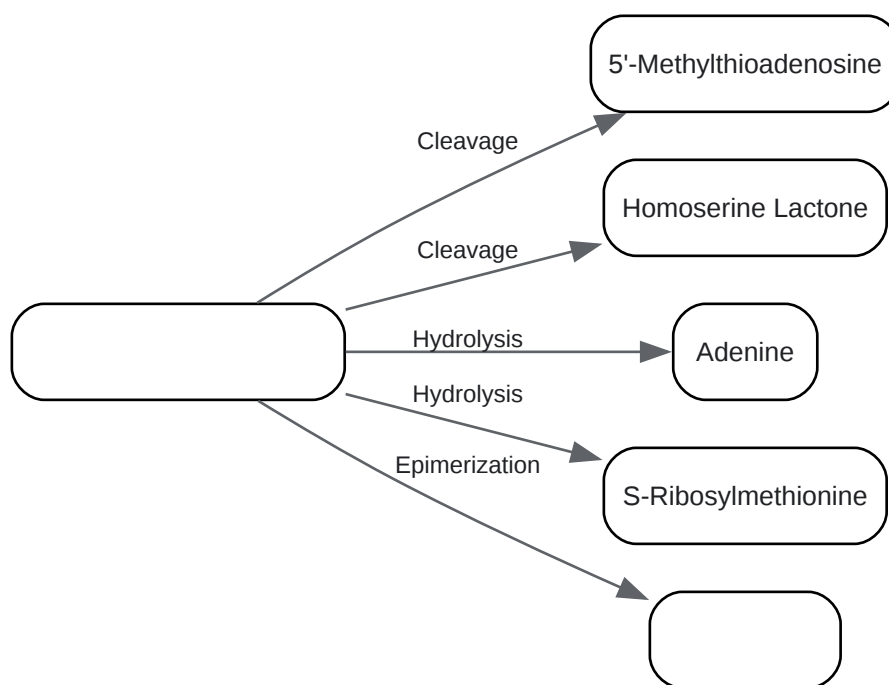 5'-Methylthioadenosine
Cleavage
Homoserine Lactone
Cleavage
Hydrolysis
Adenine
Hydrolysis
Epimerization
S-Ribosylmethionine